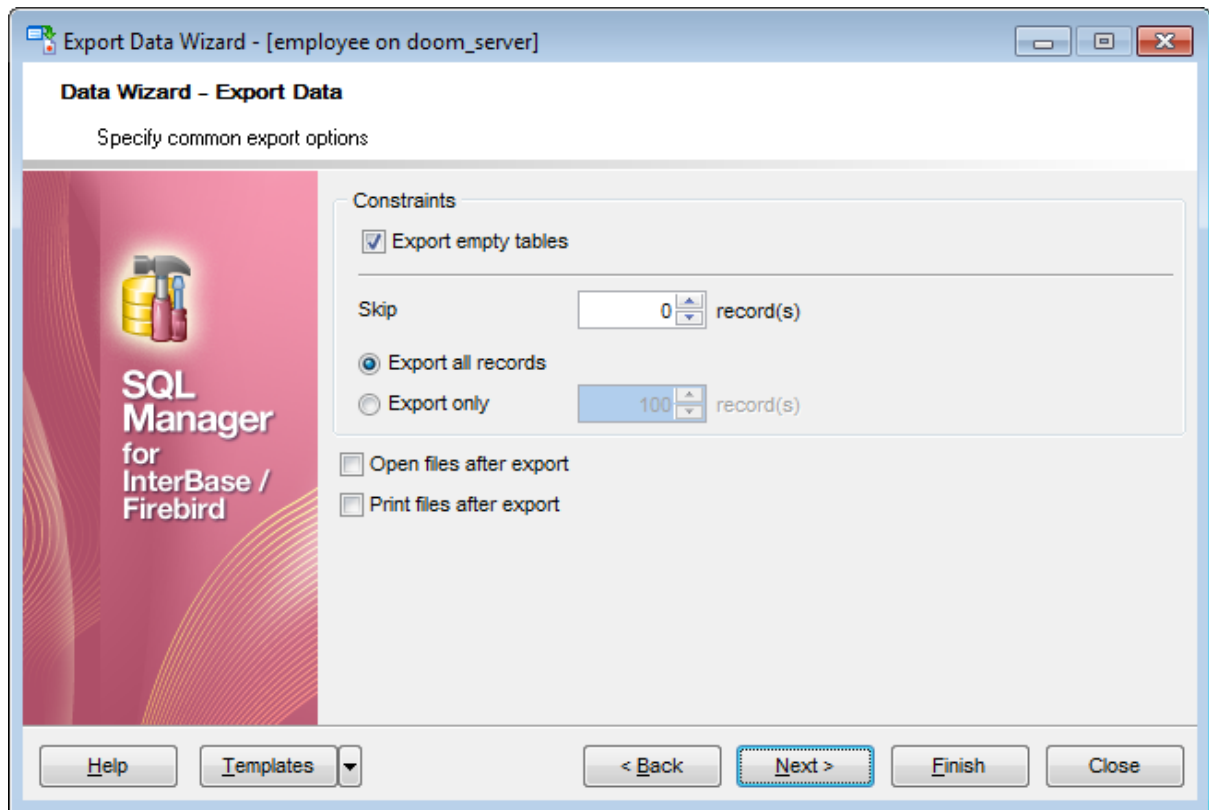 Export Data Wizard - [employee on doom_server]
Data Wizard - Export Data
Specify common export options
SQL
Manager
for
InterBase /
Firebird
Constraints
Export empty tables
Skip 0 record(s)
Export all records
Export only 100 record(s)
Open files after export
Print files after export
Help Templates < Back Next > Finish Close